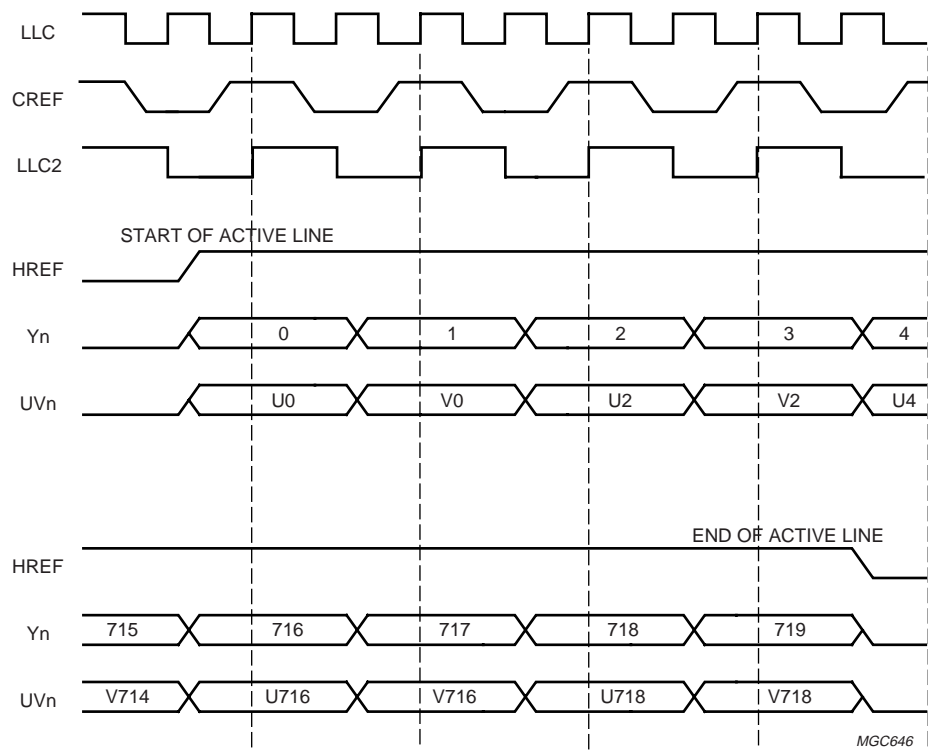 LLC
CREF
LLC2
START OF ACTIVE LINE
HREF
Yn 0 1 2 3 4
UVn U0 V0 U2 V2 U4
END OF ACTIVE LINE
HREF
Yn 715 716 717 718 719
UVn V714 U716 V716 U718 V718
MGC646